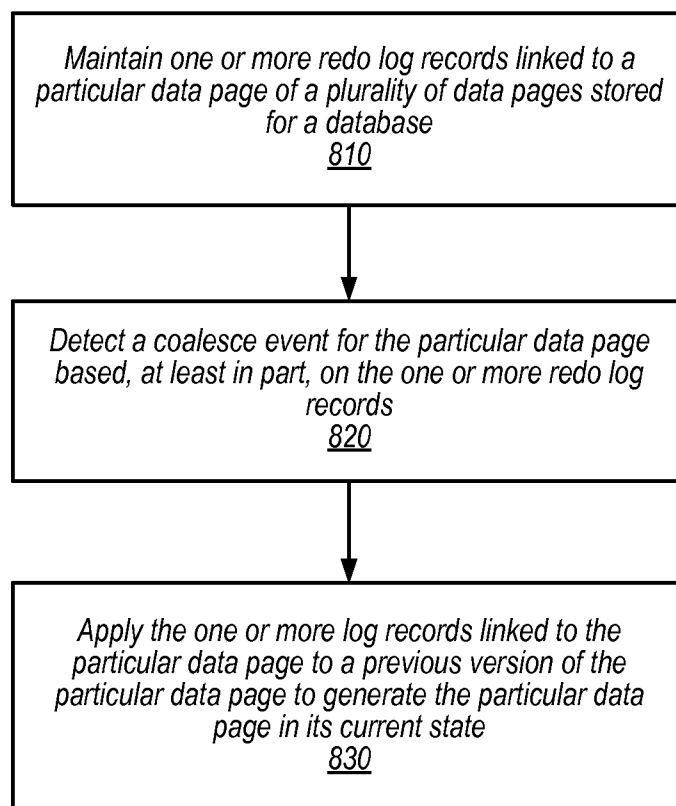 Maintain one or more redo log records linked to a
particular data page of a plurality of data pages stored
for a database
810
Detect a coalesce event for the particular data page
based, at least in part, on the one or more redo log
records
820
Apply the one or more log records linked to the
particular data page to a previous version of the
particular data page to generate the particular data
page in its current state
830